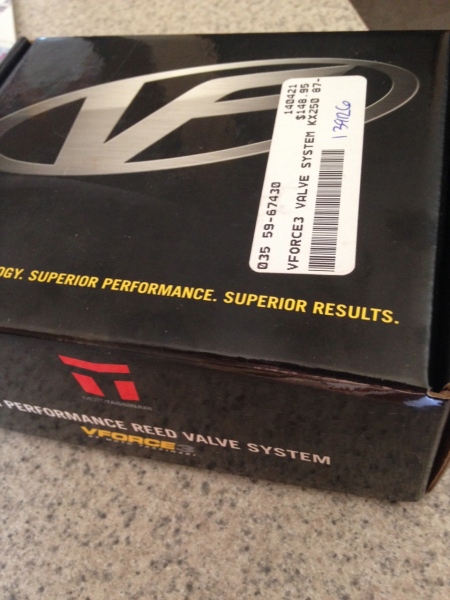 VF
140421
$148.95
VFORCE3 VALVE SYSTEM KX250 87-
035 59-67430
13926
OGY. SUPERIOR PERFORMANCE. SUPERIOR RESULTS.
PERFORMANCE REED VALVE SYSTEM
VFORCE3